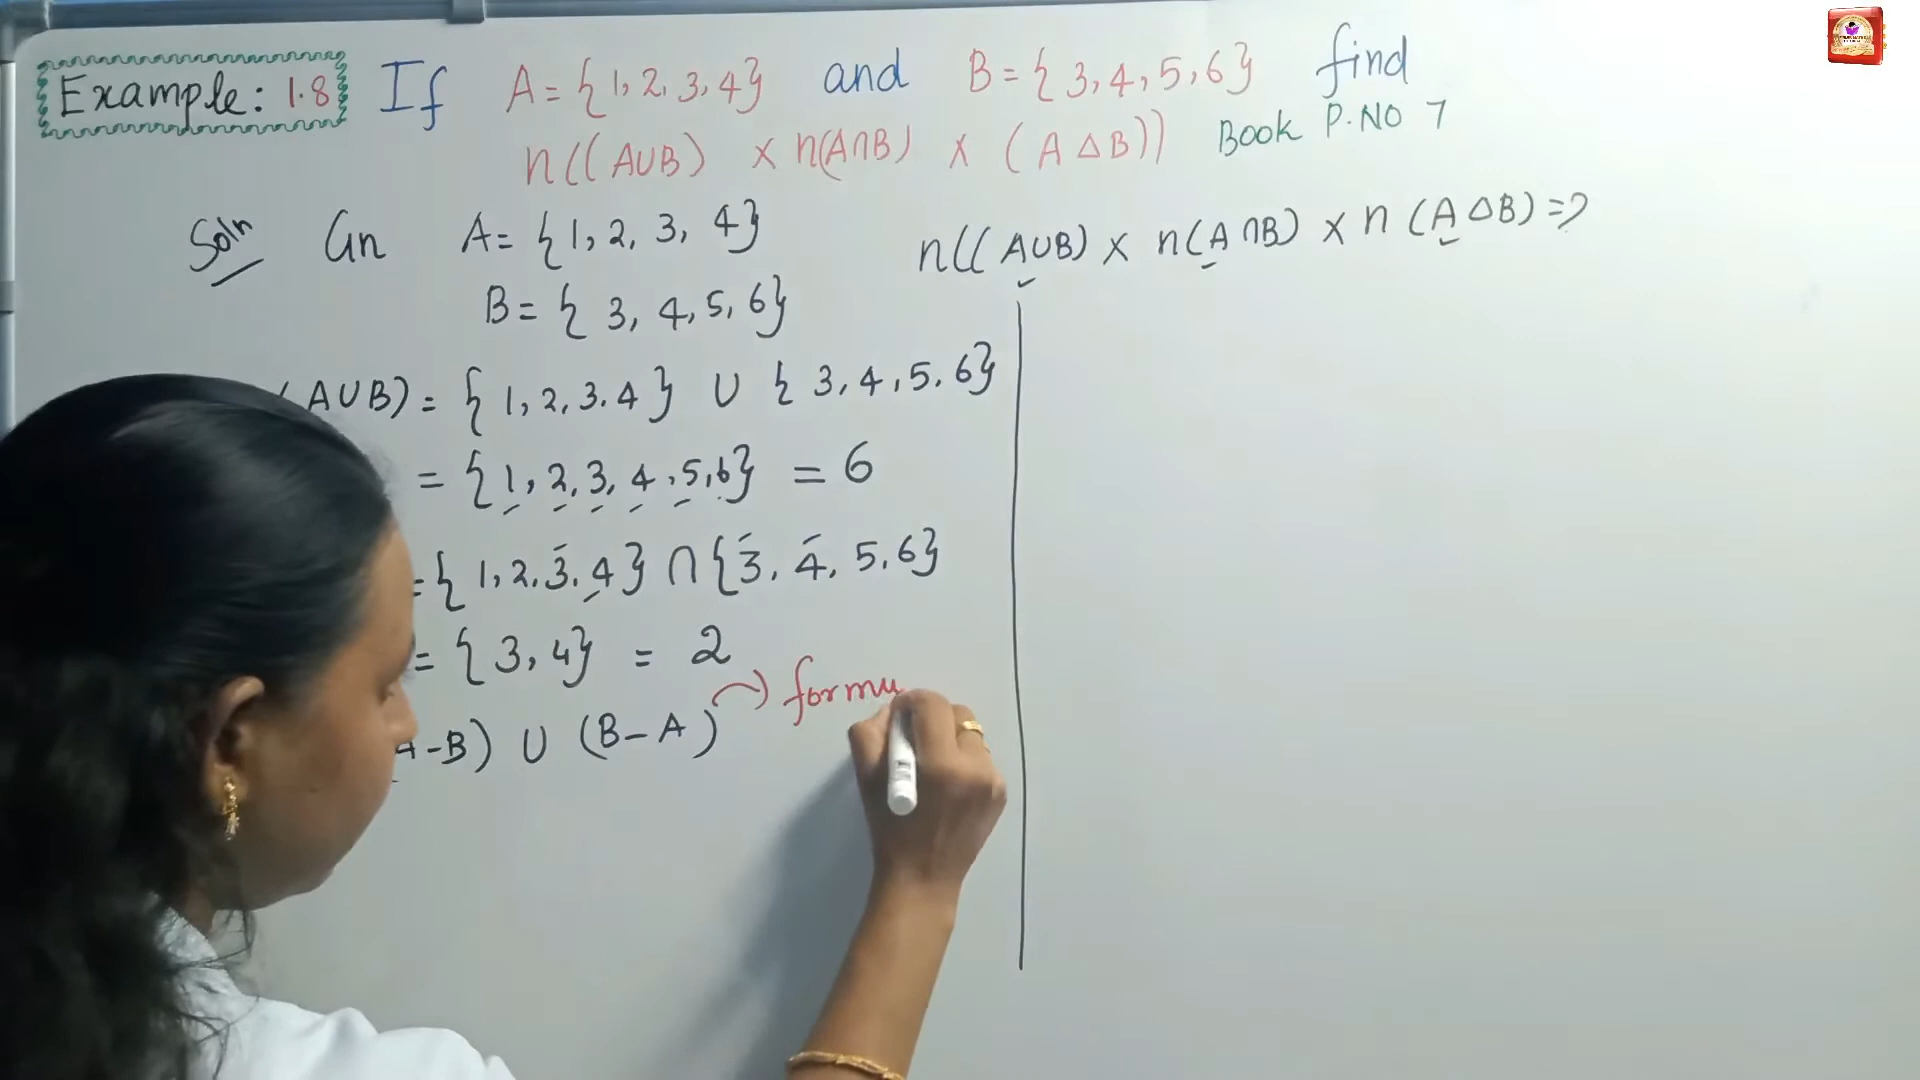 Example: 1.8 If A = {1, 2, 3, 4} and B = {3, 4, 5, 6} find
n((A∪B) × n(A∩B) × (A Δ B)) Book P.NO 7
Soln Gn A = {1, 2, 3, 4} n((A∪B) × n(A∩B) × n(AΔB) = ?
B = {3, 4, 5, 6}
(A∪B) = {1, 2, 3, 4} ∪ {3, 4, 5, 6}
= {1, 2, 3, 4, 5, 6} = 6
= {1, 2, 3, 4} ∩ {3, 4, 5, 6}
= {3, 4} = 2
A - B) ∪ (B - A) → formu